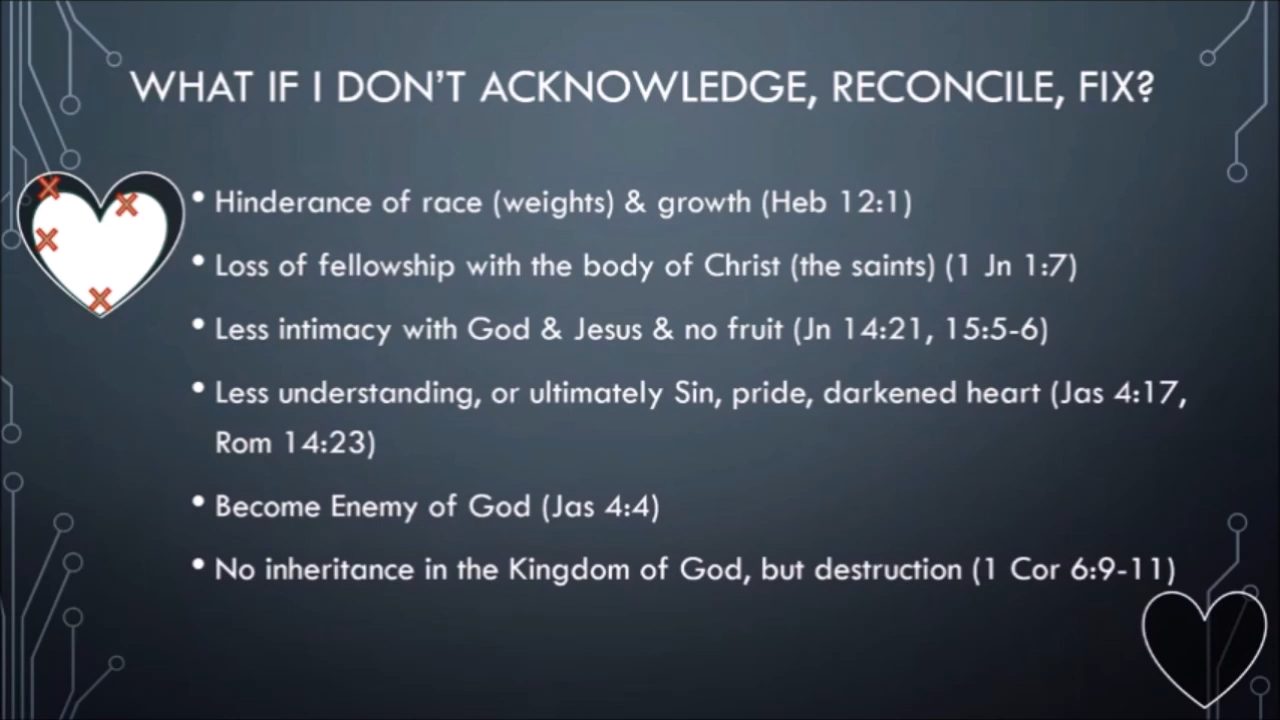 WHAT IF I DON'T ACKNOWLEDGE, RECONCILE, FIX?
• Hinderance of race (weights) & growth (Heb 12:1)
• Loss of fellowship with the body of Christ (the saints) (1 Jn 1:7)
• Less intimacy with God & Jesus & no fruit (Jn 14:21, 15:5-6)
• Less understanding, or ultimately Sin, pride, darkened heart (Jas 4:17,
Rom 14:23)
• Become Enemy of God (Jas 4:4)
• No inheritance in the Kingdom of God, but destruction (1 Cor 6:9-11)